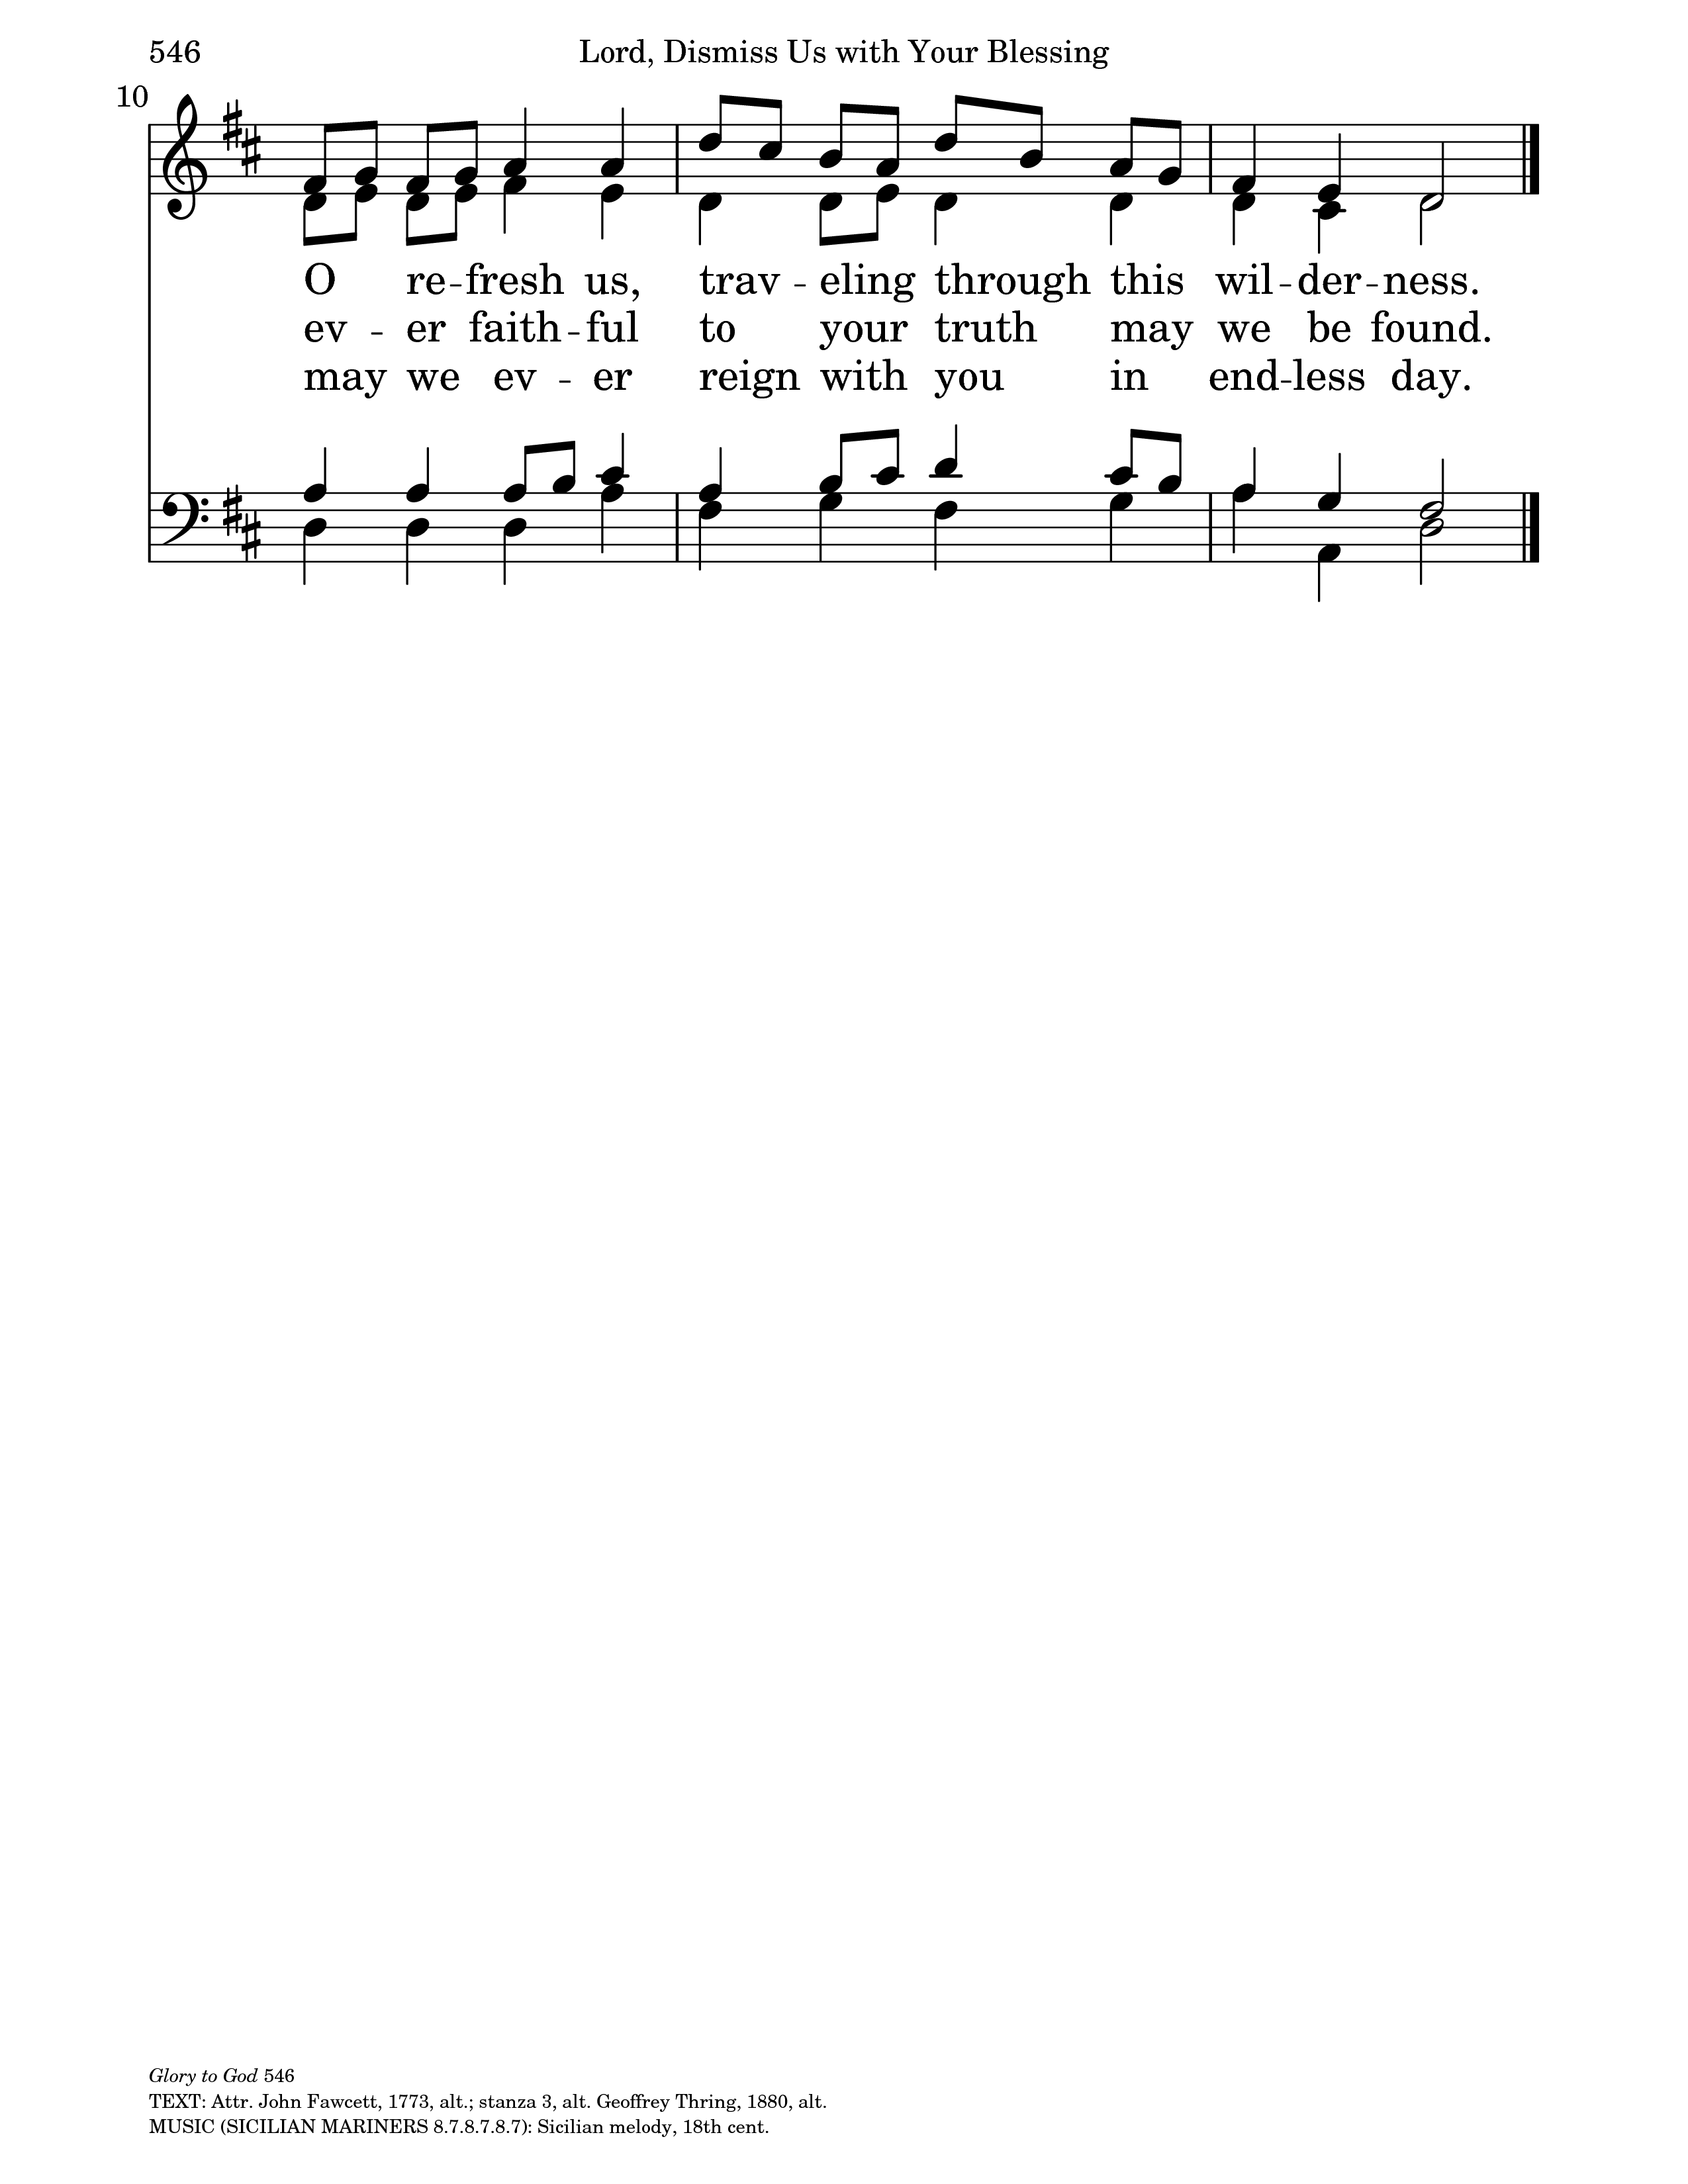 546 Lord, Dismiss Us with Your Blessing
10
O re - fresh us, trav - eling through this wil - der - ness.
ev - er faith - ful to your truth may we be found.
may we ev - er reign with you in end - less day.
Glory to God 546
TEXT: Attr. John Fawcett, 1773, alt.; stanza 3, alt. Geoffrey Thring, 1880, alt.
MUSIC (SICILIAN MARINERS 8.7.8.7.8.7): Sicilian melody, 18th cent.